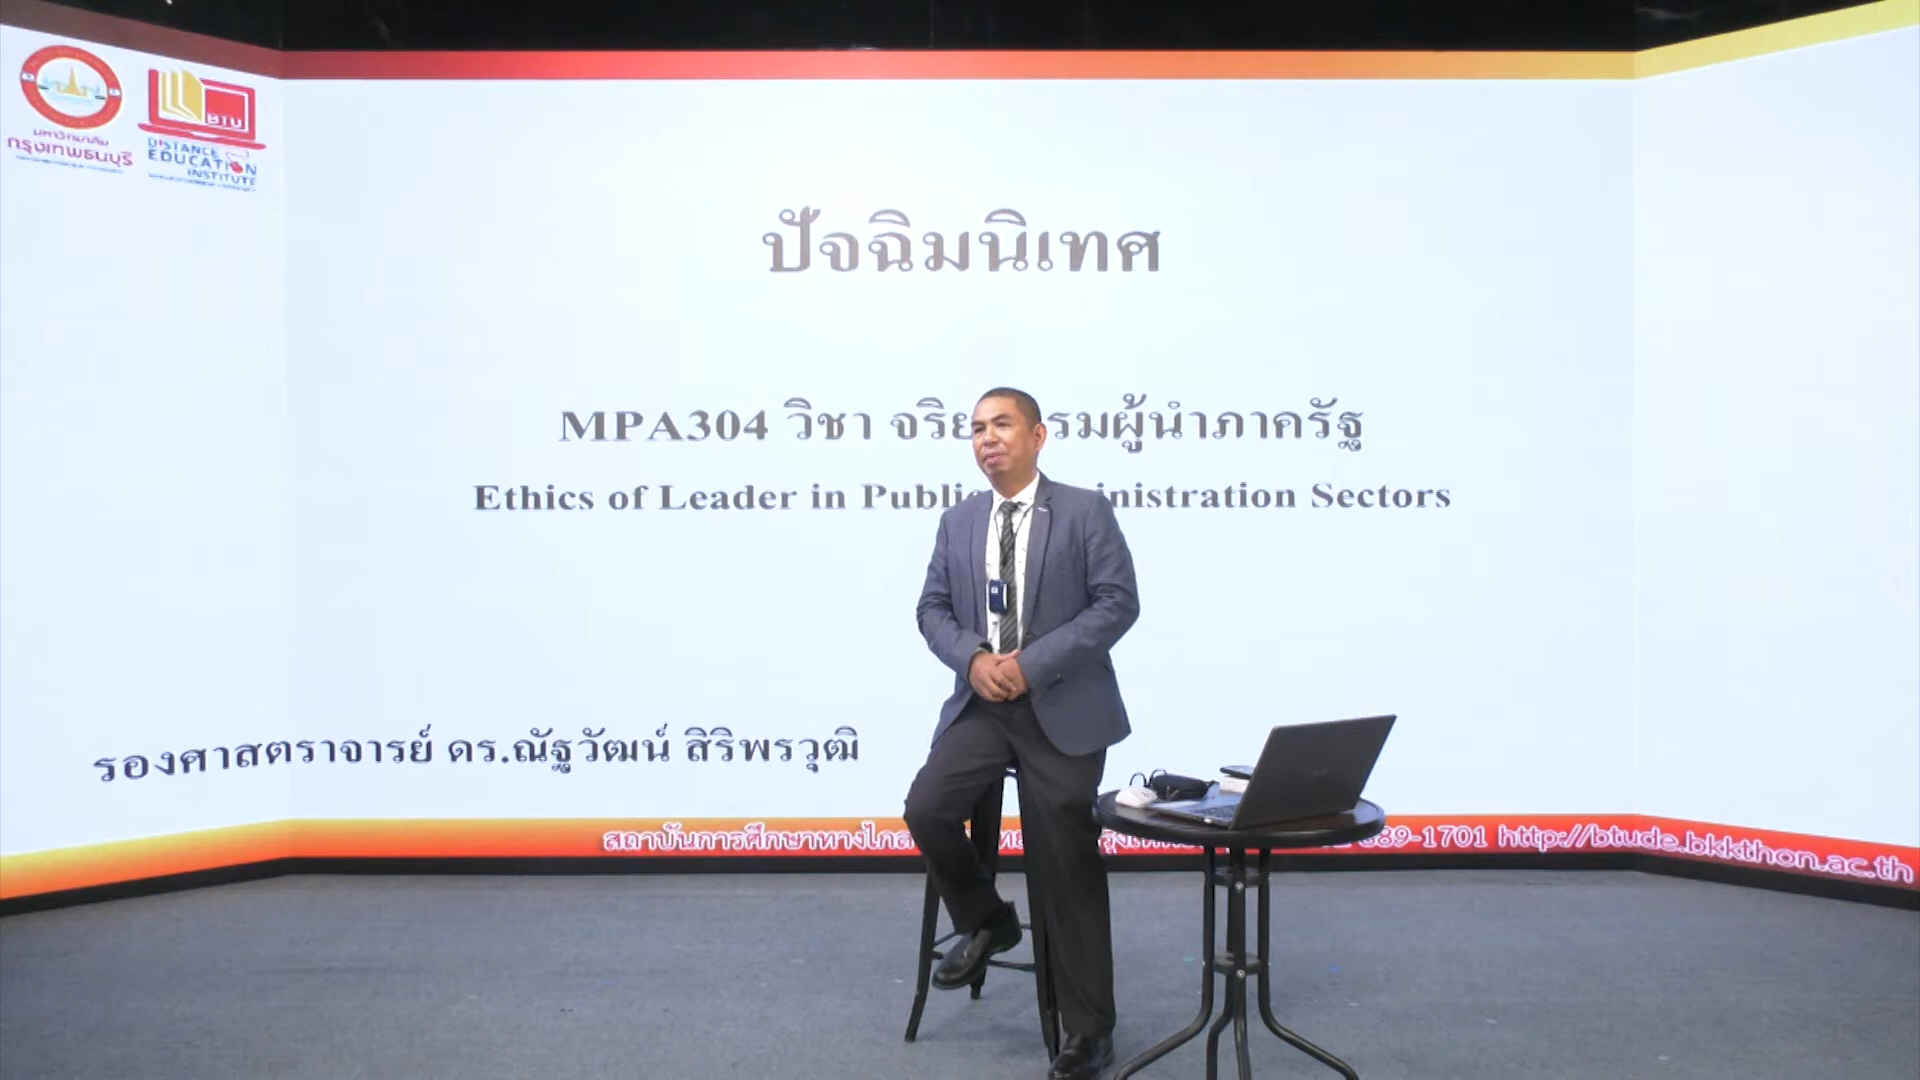 มหาวิทยาลัย
กรุงเทพธนบุรี
BTU
DISTANCE
EDUCATION
INSTITUTE
ปัจฉิมนิเทศ
MPA304 วิชา จริย รมผู้นำภาครัฐ
Ethics of Leader in Publi inistration Sectors
รองศาสตราจารย์ ดร.ณัฐวัฒน์ สิริพรวุฒิ
สถาบันการศึกษาทางไกล 89-1701 http://btude.bkkthon.ac.th